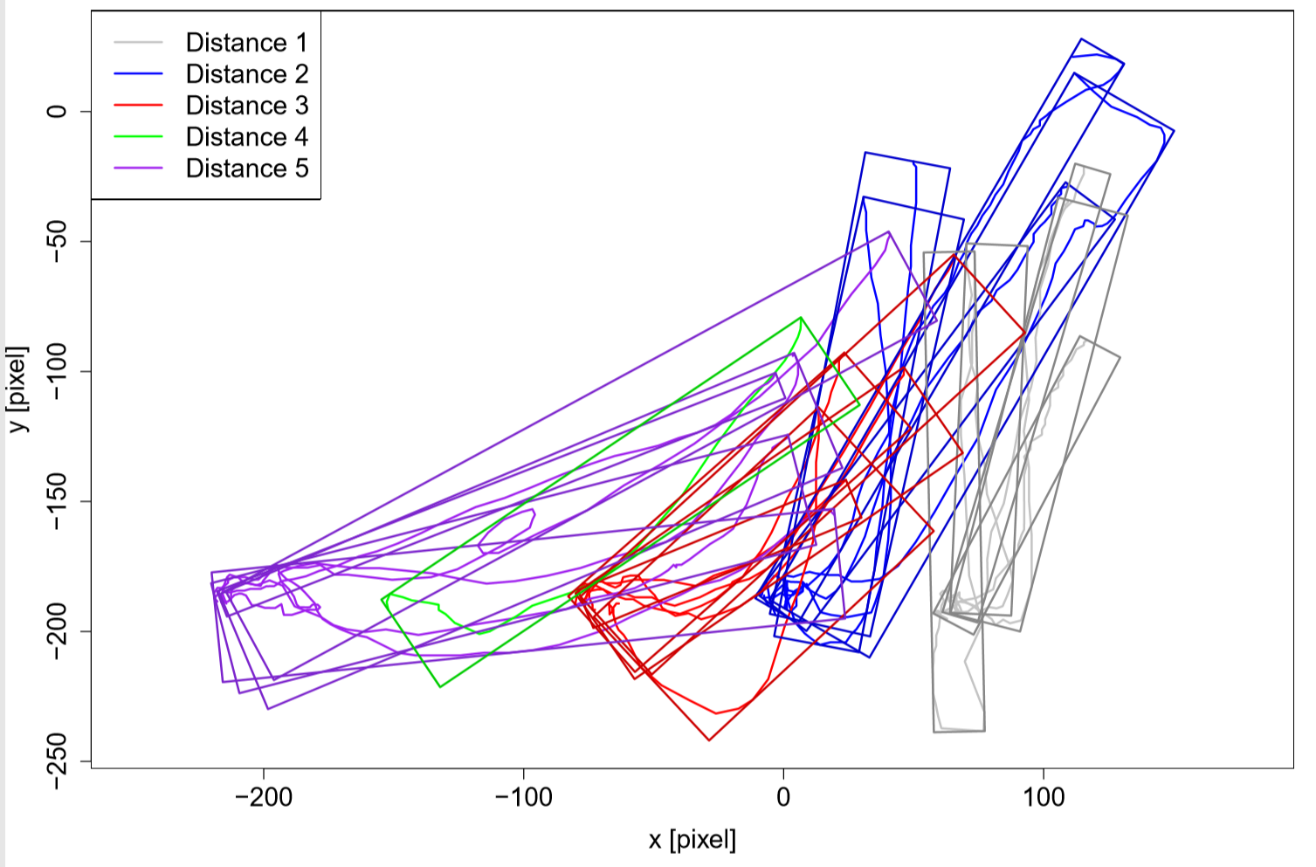 Distance 1
Distance 2
Distance 3
Distance 4
Distance 5
0
−50
−100
−150
−200
−250
y [pixel]
−200 −100 0 100
x [pixel]